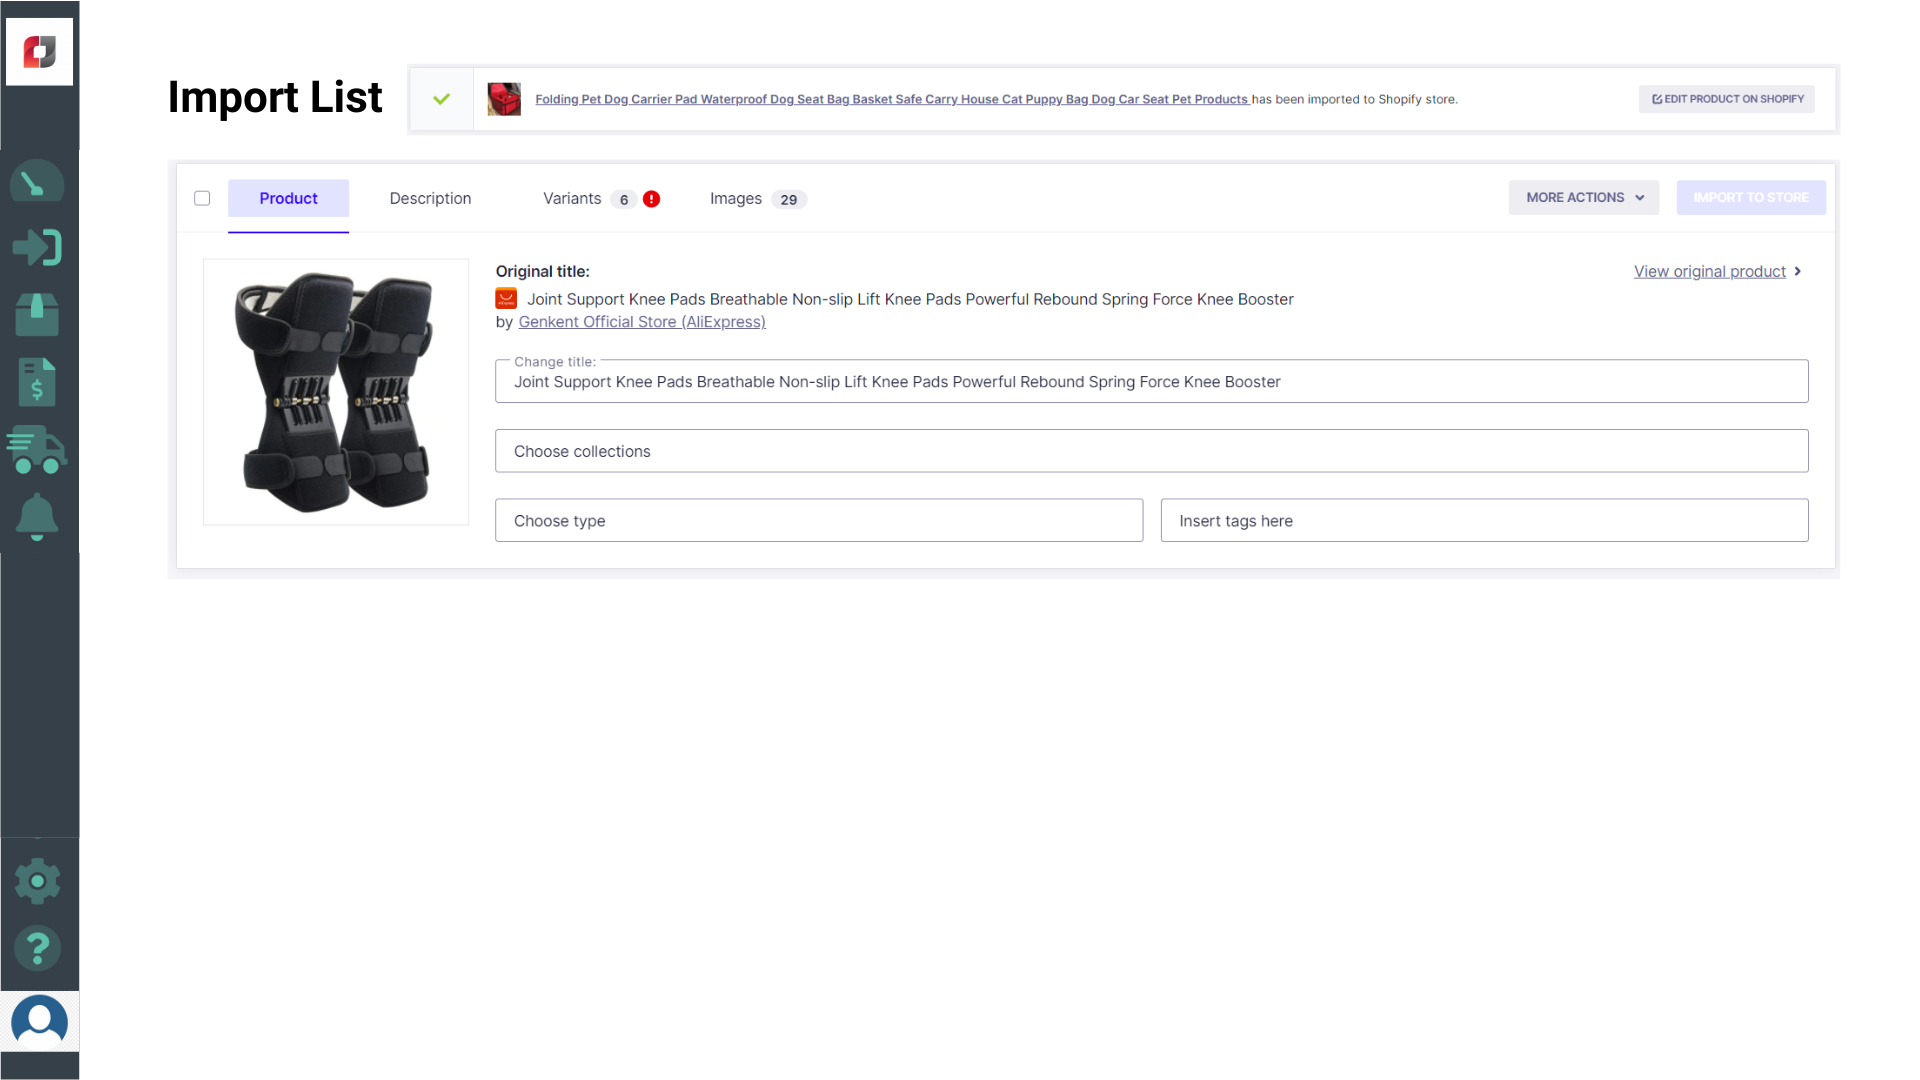 Import List
Folding Pet Dog Carrier Pad Waterproof Dog Seat Bag Basket Safe Carry House Cat Puppy Bag Dog Car Seat Pet Products has been imported to Shopify store.
EDIT PRODUCT ON SHOPIFY
Product
Description
Variants 6
Images 29
MORE ACTIONS
IMPORT TO STORE
Original title:
View original product
Joint Support Knee Pads Breathable Non-slip Lift Knee Pads Powerful Rebound Spring Force Knee Booster
by Genkent Official Store (AliExpress)
Change title:
Joint Support Knee Pads Breathable Non-slip Lift Knee Pads Powerful Rebound Spring Force Knee Booster
Choose collections
Choose type
Insert tags here